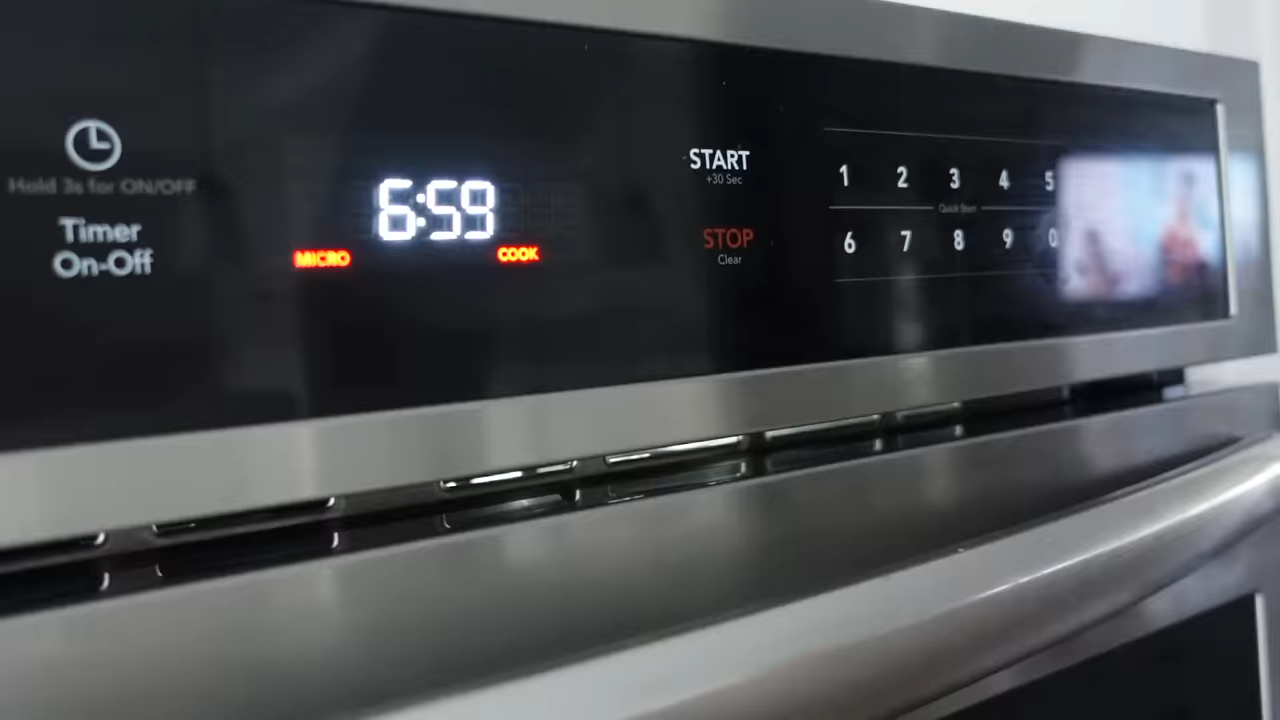 Hold 3s for ON/OFF
Timer
On-Off
6:59
MICRO
COOK
START
+30 Sec
STOP
Clear
1 2 3 4 5
Quick Start
6 7 8 9 0